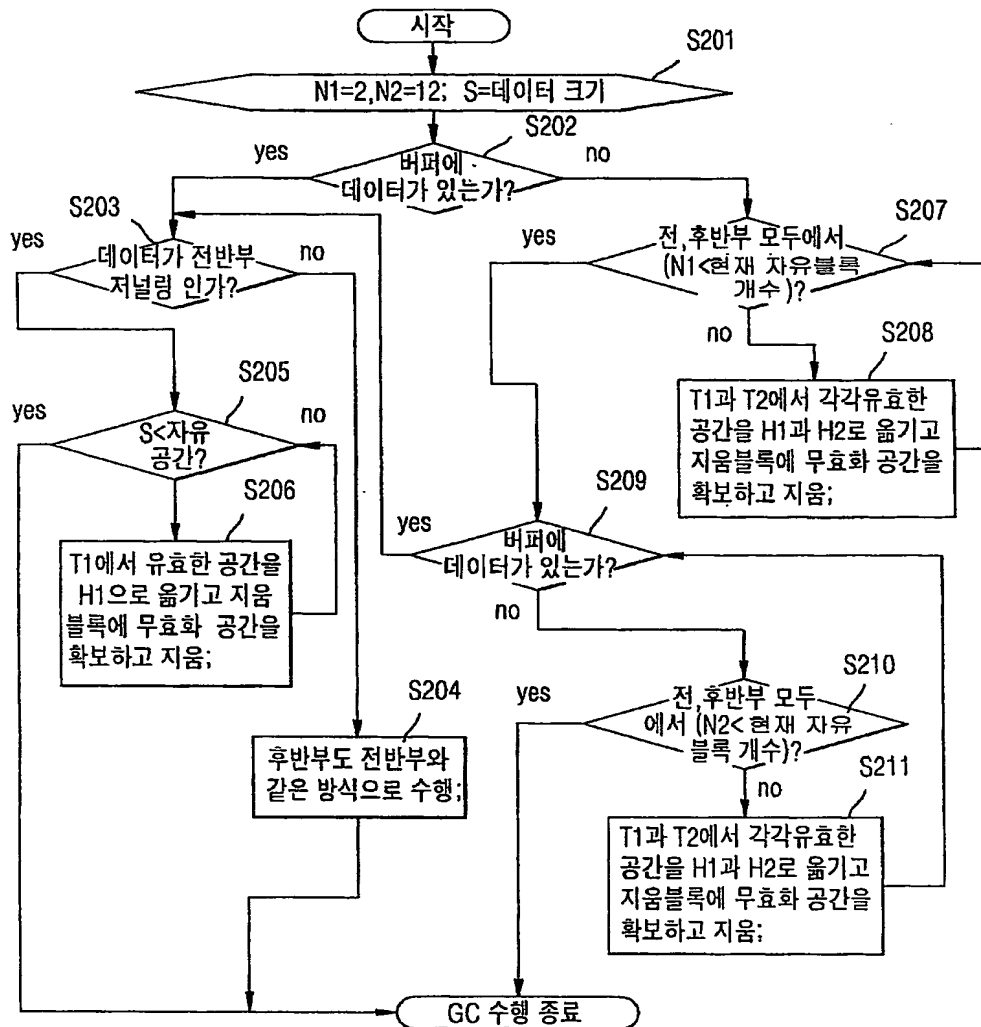 시작
S201
N1=2,N2=12; S=데이터 크기
S202
yes
no
버퍼에
데이터가 있는가?
S203
yes
no
데이터가 전반부
저널링 인가?
S207
yes
전,후반부 모두에서
(N1<현재 자유블록
개수)?
no
S208
T1과 T2에서 각각유효한
공간을 H1과 H2로 옮기고
지움블록에 무효화 공간을
확보하고 지움;
S205
yes
no
S<자유
공간?
S206
T1에서 유효한 공간을
H1으로 옮기고 지움
블록에 무효화 공간을
확보하고 지움;
S209
yes
버퍼에
데이터가 있는가?
no
S204
후반부도 전반부와
같은 방식으로 수행;
S210
yes
전,후반부 모두
에서 (N2< 현재 자유
블록 개수)?
no
S211
T1과 T2에서 각각유효한
공간을 H1과 H2로 옮기고
지움블록에 무효화 공간을
확보하고 지움;
GC 수행 종료